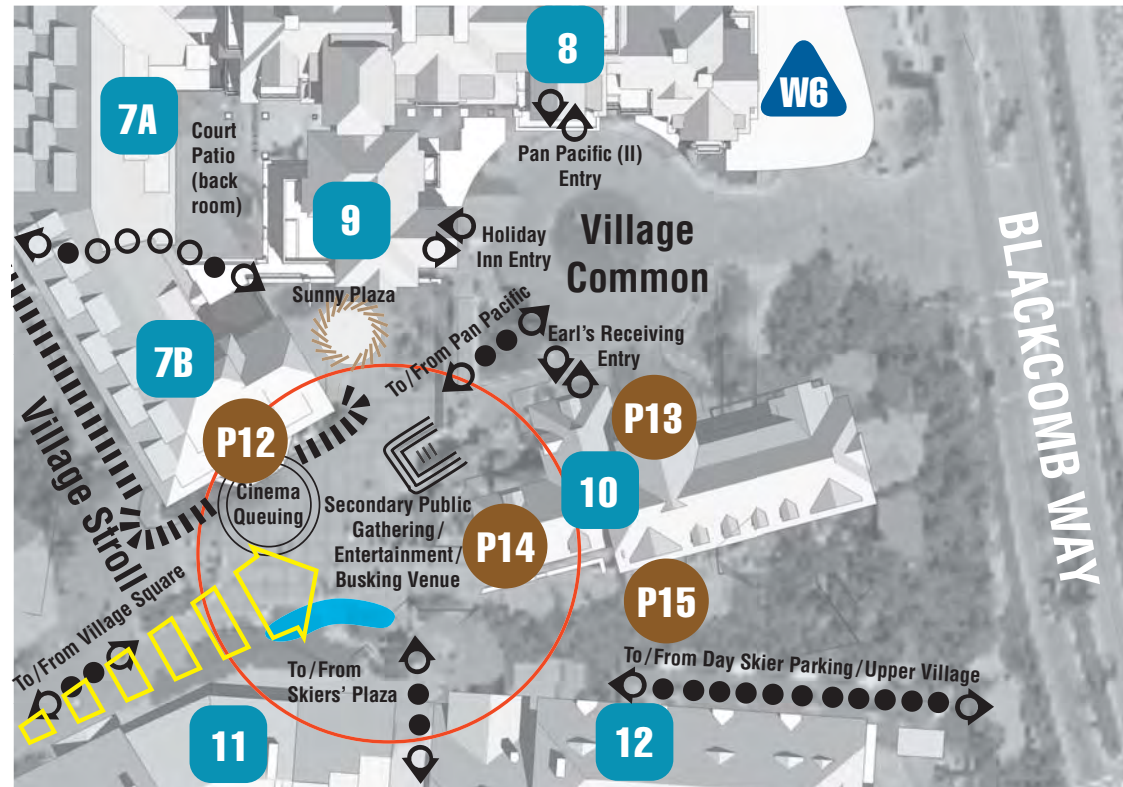 8
W6
7A
Court
Patio
(back
room)
Pan Pacific (II)
Entry
9
Holiday
Inn Entry
Village
Common
BLACKCOMB WAY
Sunny Plaza
To/From Pan Pacific
Earl's Receiving
Entry
7B
Village Stroll
P12
P13
Cinema
Queuing
10
Secondary Public
Gathering/
Entertainment/
Busking Venue
P14
P15
To/From Village Square
To/From
Skiers' Plaza
To/From Day Skier Parking/Upper Village
11
12